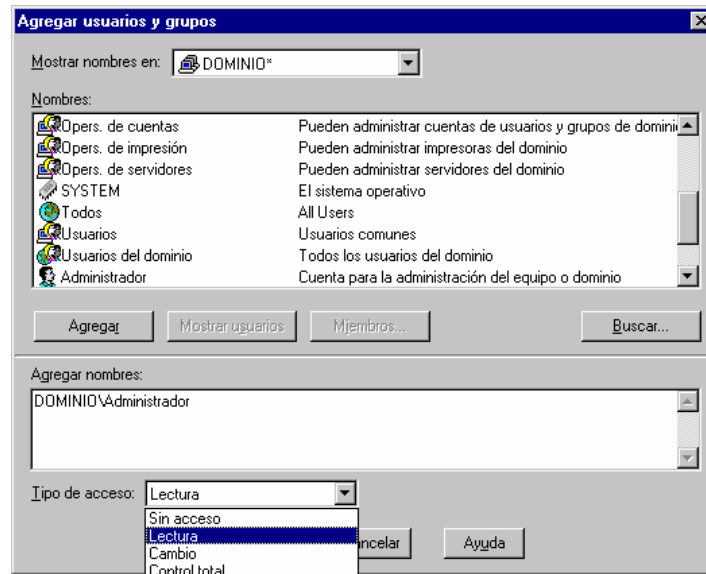 Agregar usuarios y grupos
Mostrar nombres en: DOMINIO*
Nombres:
Opers. de cuentas Pueden administrar cuentas de usuarios y grupos de domini
Opers. de impresión Pueden administrar impresoras del dominio
Opers. de servidores Pueden administrar servidores del dominio
SYSTEM El sistema operativo
Todos All Users
Usuarios Usuarios comunes
Usuarios del dominio Todos los usuarios del dominio
Administrador Cuenta para la administración del equipo o dominio
Agregar Mostrar usuarios Miembros... Buscar...
Agregar nombres:
DOMINIO\Administrador
Tipo de acceso: Lectura
Sin acceso
Lectura ncelar Ayuda
Cambio
Control total